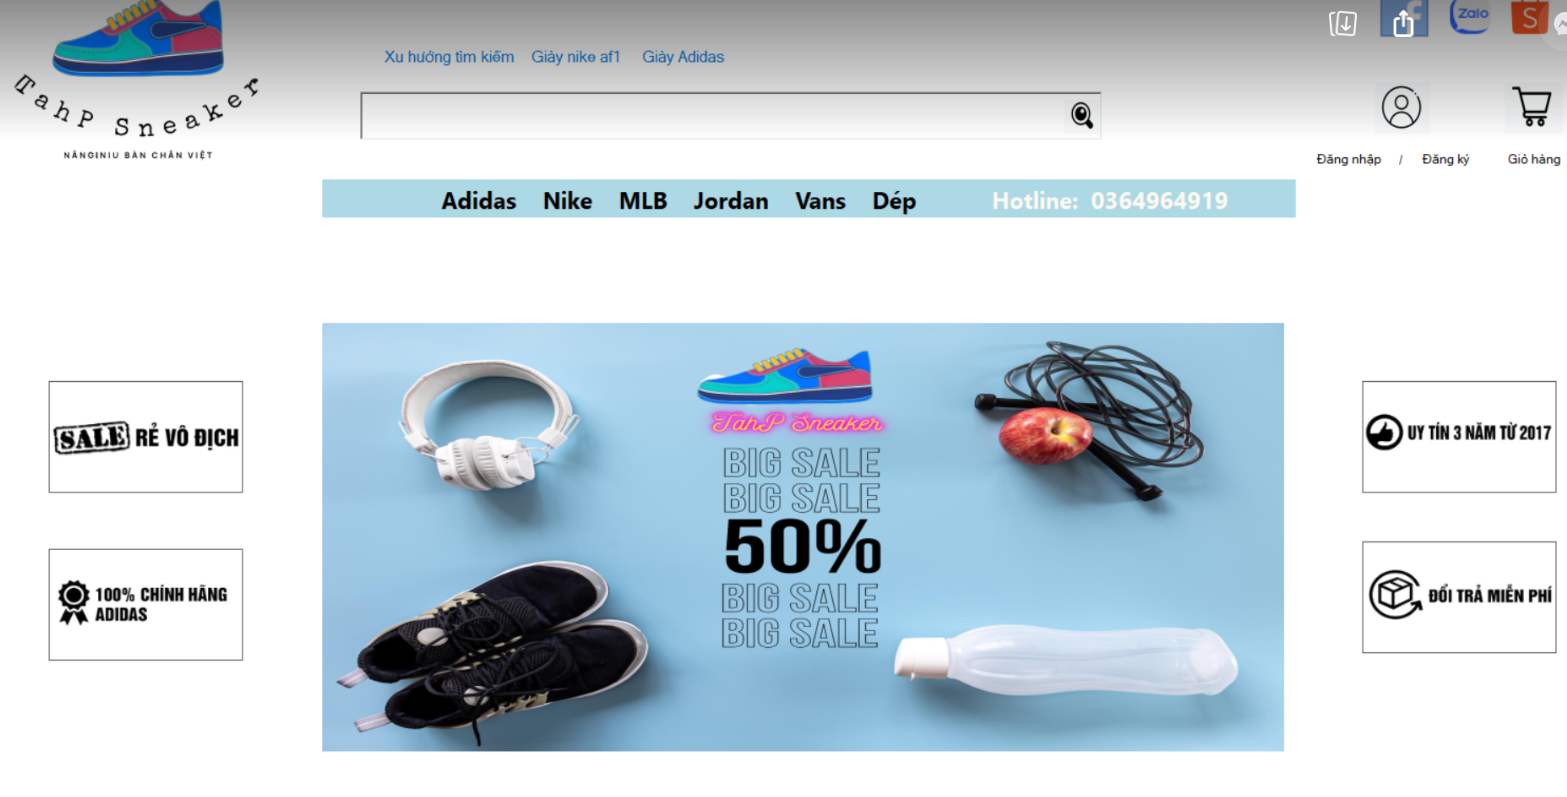 Zalo
Xu hướng tìm kiếm Giày nike af1 Giày Adidas
TahP Sneaker
NÂNGINIU BÀN CHÂN VIỆT
Đăng nhập / Đăng ký Giỏ hàng
Adidas Nike MLB Jordan Vans Dép Hotline: 0364964919
SALE RẺ VÔ ĐỊCH
100% CHÍNH HÃNG
ADIDAS
TahP Sneaker
BIG SALE
BIG SALE
50%
BIG SALE
BIG SALE
UY TÍN 3 NĂM TỪ 2017
ĐỔI TRẢ MIỄN PHÍ